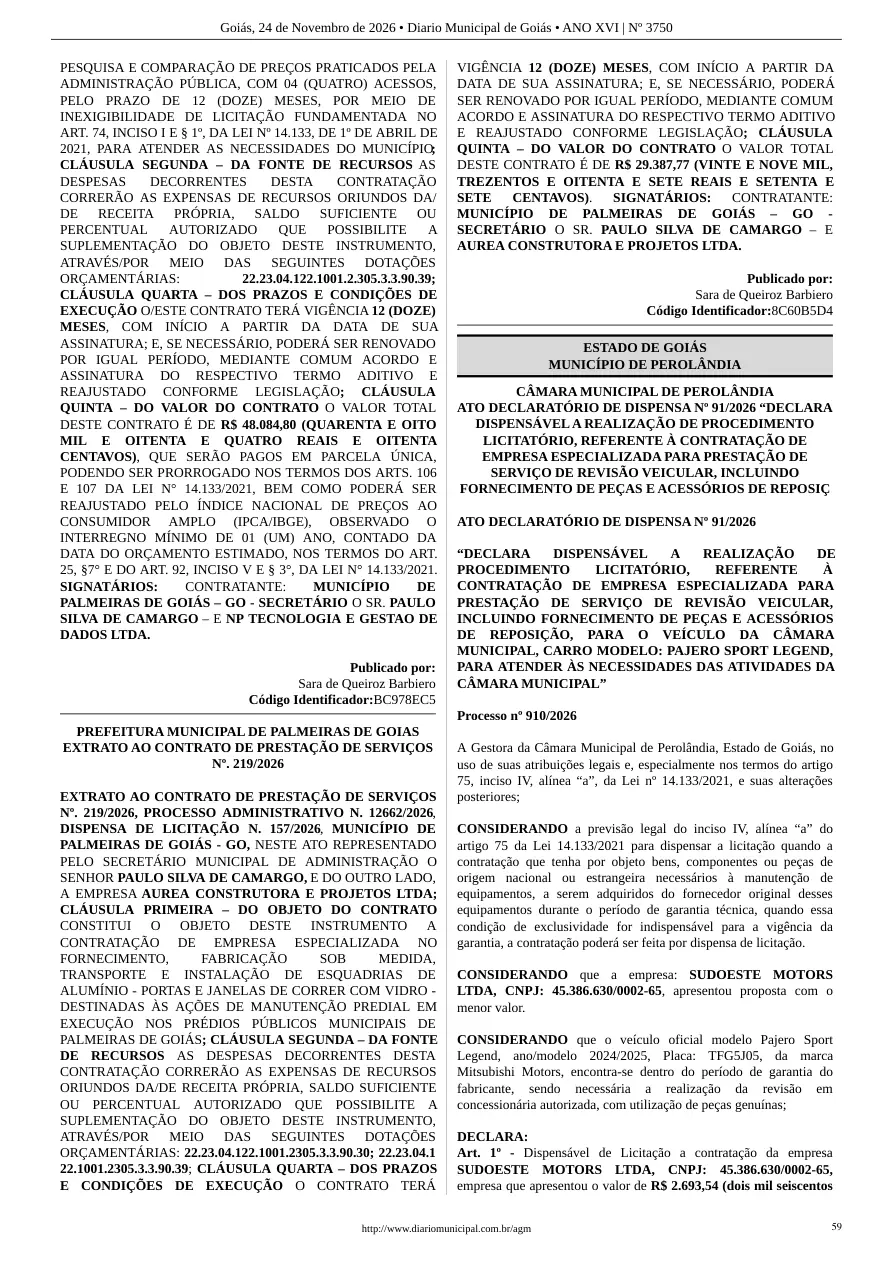 Goiás, 24 de Novembro de 2026 • Diario Municipal de Goiás • ANO XVI | Nº 3750
PESQUISA E COMPARAÇÃO DE PREÇOS PRATICADOS PELA
ADMINISTRAÇÃO PÚBLICA, COM 04 (QUATRO) ACESSOS,
PELO PRAZO DE 12 (DOZE) MESES, POR MEIO DE
INEXIGIBILIDADE DE LICITAÇÃO FUNDAMENTADA NO
ART. 74, INCISO I E § 1º, DA LEI Nº 14.133, DE 1º DE ABRIL DE
2021, PARA ATENDER AS NECESSIDADES DO MUNICÍPIO;
CLÁUSULA SEGUNDA – DA FONTE DE RECURSOS AS
DESPESAS DECORRENTES DESTA CONTRATAÇÃO
CORRERÃO AS EXPENSAS DE RECURSOS ORIUNDOS DA/
DE RECEITA PRÓPRIA, SALDO SUFICIENTE OU
PERCENTUAL AUTORIZADO QUE POSSIBILITE A
SUPLEMENTAÇÃO DO OBJETO DESTE INSTRUMENTO,
ATRAVÉS/POR MEIO DAS SEGUINTES DOTAÇÕES
ORÇAMENTÁRIAS: 22.23.04.122.1001.2.305.3.3.90.39;
CLÁUSULA QUARTA – DOS PRAZOS E CONDIÇÕES DE
EXECUÇÃO O/ESTE CONTRATO TERÁ VIGÊNCIA 12 (DOZE)
MESES, COM INÍCIO A PARTIR DA DATA DE SUA
ASSINATURA; E, SE NECESSÁRIO, PODERÁ SER RENOVADO
POR IGUAL PERÍODO, MEDIANTE COMUM ACORDO E
ASSINATURA DO RESPECTIVO TERMO ADITIVO E
REAJUSTADO CONFORME LEGISLAÇÃO; CLÁUSULA
QUINTA – DO VALOR DO CONTRATO O VALOR TOTAL
DESTE CONTRATO É DE R$ 48.084,80 (QUARENTA E OITO
MIL E OITENTA E QUATRO REAIS E OITENTA
CENTAVOS), QUE SERÃO PAGOS EM PARCELA ÚNICA,
PODENDO SER PRORROGADO NOS TERMOS DOS ARTS. 106
E 107 DA LEI N° 14.133/2021, BEM COMO PODERÁ SER
REAJUSTADO PELO ÍNDICE NACIONAL DE PREÇOS AO
CONSUMIDOR AMPLO (IPCA/IBGE), OBSERVADO O
INTERREGNO MÍNIMO DE 01 (UM) ANO, CONTADO DA
DATA DO ORÇAMENTO ESTIMADO, NOS TERMOS DO ART.
25, §7° E DO ART. 92, INCISO V E § 3°, DA LEI N° 14.133/2021.
SIGNATÁRIOS: CONTRATANTE: MUNICÍPIO DE
PALMEIRAS DE GOIÁS – GO - SECRETÁRIO O SR. PAULO
SILVA DE CAMARGO – E NP TECNOLOGIA E GESTAO DE
DADOS LTDA.
Publicado por:
Sara de Queiroz Barbiero
Código Identificador:BC978EC5
PREFEITURA MUNICIPAL DE PALMEIRAS DE GOIAS
EXTRATO AO CONTRATO DE PRESTAÇÃO DE SERVIÇOS
Nº. 219/2026
EXTRATO AO CONTRATO DE PRESTAÇÃO DE SERVIÇOS
Nº. 219/2026, PROCESSO ADMINISTRATIVO N. 12662/2026,
DISPENSA DE LICITAÇÃO N. 157/2026, MUNICÍPIO DE
PALMEIRAS DE GOIÁS - GO, NESTE ATO REPRESENTADO
PELO SECRETÁRIO MUNICIPAL DE ADMINISTRAÇÃO O
SENHOR PAULO SILVA DE CAMARGO, E DO OUTRO LADO,
A EMPRESA AUREA CONSTRUTORA E PROJETOS LTDA;
CLÁUSULA PRIMEIRA – DO OBJETO DO CONTRATO
CONSTITUI O OBJETO DESTE INSTRUMENTO A
CONTRATAÇÃO DE EMPRESA ESPECIALIZADA NO
FORNECIMENTO, FABRICAÇÃO SOB MEDIDA,
TRANSPORTE E INSTALAÇÃO DE ESQUADRIAS DE
ALUMÍNIO - PORTAS E JANELAS DE CORRER COM VIDRO -
DESTINADAS ÀS AÇÕES DE MANUTENÇÃO PREDIAL EM
EXECUÇÃO NOS PRÉDIOS PÚBLICOS MUNICIPAIS DE
PALMEIRAS DE GOIÁS; CLÁUSULA SEGUNDA – DA FONTE
DE RECURSOS AS DESPESAS DECORRENTES DESTA
CONTRATAÇÃO CORRERÃO AS EXPENSAS DE RECURSOS
ORIUNDOS DA/DE RECEITA PRÓPRIA, SALDO SUFICIENTE
OU PERCENTUAL AUTORIZADO QUE POSSIBILITE A
SUPLEMENTAÇÃO DO OBJETO DESTE INSTRUMENTO,
ATRAVÉS/POR MEIO DAS SEGUINTES DOTAÇÕES
ORÇAMENTÁRIAS: 22.23.04.122.1001.2305.3.3.90.30; 22.23.04.1
22.1001.2305.3.3.90.39; CLÁUSULA QUARTA – DOS PRAZOS
E CONDIÇÕES DE EXECUÇÃO O CONTRATO TERÁ
VIGÊNCIA 12 (DOZE) MESES, COM INÍCIO A PARTIR DA
DATA DE SUA ASSINATURA; E, SE NECESSÁRIO, PODERÁ
SER RENOVADO POR IGUAL PERÍODO, MEDIANTE COMUM
ACORDO E ASSINATURA DO RESPECTIVO TERMO ADITIVO
E REAJUSTADO CONFORME LEGISLAÇÃO; CLÁUSULA
QUINTA – DO VALOR DO CONTRATO O VALOR TOTAL
DESTE CONTRATO É DE R$ 29.387,77 (VINTE E NOVE MIL,
TREZENTOS E OITENTA E SETE REAIS E SETENTA E
SETE CENTAVOS). SIGNATÁRIOS: CONTRATANTE:
MUNICÍPIO DE PALMEIRAS DE GOIÁS – GO -
SECRETÁRIO O SR. PAULO SILVA DE CAMARGO – E
AUREA CONSTRUTORA E PROJETOS LTDA.
Publicado por:
Sara de Queiroz Barbiero
Código Identificador:8C60B5D4
ESTADO DE GOIÁS
MUNICÍPIO DE PEROLÂNDIA
CÂMARA MUNICIPAL DE PEROLÂNDIA
ATO DECLARATÓRIO DE DISPENSA Nº 91/2026 “DECLARA
DISPENSÁVEL A REALIZAÇÃO DE PROCEDIMENTO
LICITATÓRIO, REFERENTE À CONTRATAÇÃO DE
EMPRESA ESPECIALIZADA PARA PRESTAÇÃO DE
SERVIÇO DE REVISÃO VEICULAR, INCLUINDO
FORNECIMENTO DE PEÇAS E ACESSÓRIOS DE REPOSIÇ
ATO DECLARATÓRIO DE DISPENSA Nº 91/2026
“DECLARA DISPENSÁVEL A REALIZAÇÃO DE
PROCEDIMENTO LICITATÓRIO, REFERENTE À
CONTRATAÇÃO DE EMPRESA ESPECIALIZADA PARA
PRESTAÇÃO DE SERVIÇO DE REVISÃO VEICULAR,
INCLUINDO FORNECIMENTO DE PEÇAS E ACESSÓRIOS
DE REPOSIÇÃO, PARA O VEÍCULO DA CÂMARA
MUNICIPAL, CARRO MODELO: PAJERO SPORT LEGEND,
PARA ATENDER ÀS NECESSIDADES DAS ATIVIDADES DA
CÂMARA MUNICIPAL”
Processo nº 910/2026
A Gestora da Câmara Municipal de Perolândia, Estado de Goiás, no
uso de suas atribuições legais e, especialmente nos termos do artigo
75, inciso IV, alínea “a”, da Lei nº 14.133/2021, e suas alterações
posteriores;
CONSIDERANDO a previsão legal do inciso IV, alínea “a” do
artigo 75 da Lei 14.133/2021 para dispensar a licitação quando a
contratação que tenha por objeto bens, componentes ou peças de
origem nacional ou estrangeira necessários à manutenção de
equipamentos, a serem adquiridos do fornecedor original desses
equipamentos durante o período de garantia técnica, quando essa
condição de exclusividade for indispensável para a vigência da
garantia, a contratação poderá ser feita por dispensa de licitação.
CONSIDERANDO que a empresa: SUDOESTE MOTORS
LTDA, CNPJ: 45.386.630/0002-65, apresentou proposta com o
menor valor.
CONSIDERANDO que o veículo oficial modelo Pajero Sport
Legend, ano/modelo 2024/2025, Placa: TFG5J05, da marca
Mitsubishi Motors, encontra-se dentro do período de garantia do
fabricante, sendo necessária a realização da revisão em
concessionária autorizada, com utilização de peças genuínas;
DECLARA:
Art. 1º - Dispensável de Licitação a contratação da empresa
SUDOESTE MOTORS LTDA, CNPJ: 45.386.630/0002-65,
empresa que apresentou o valor de R$ 2.693,54 (dois mil seiscentos
http://www.diariomunicipal.com.br/agm
59